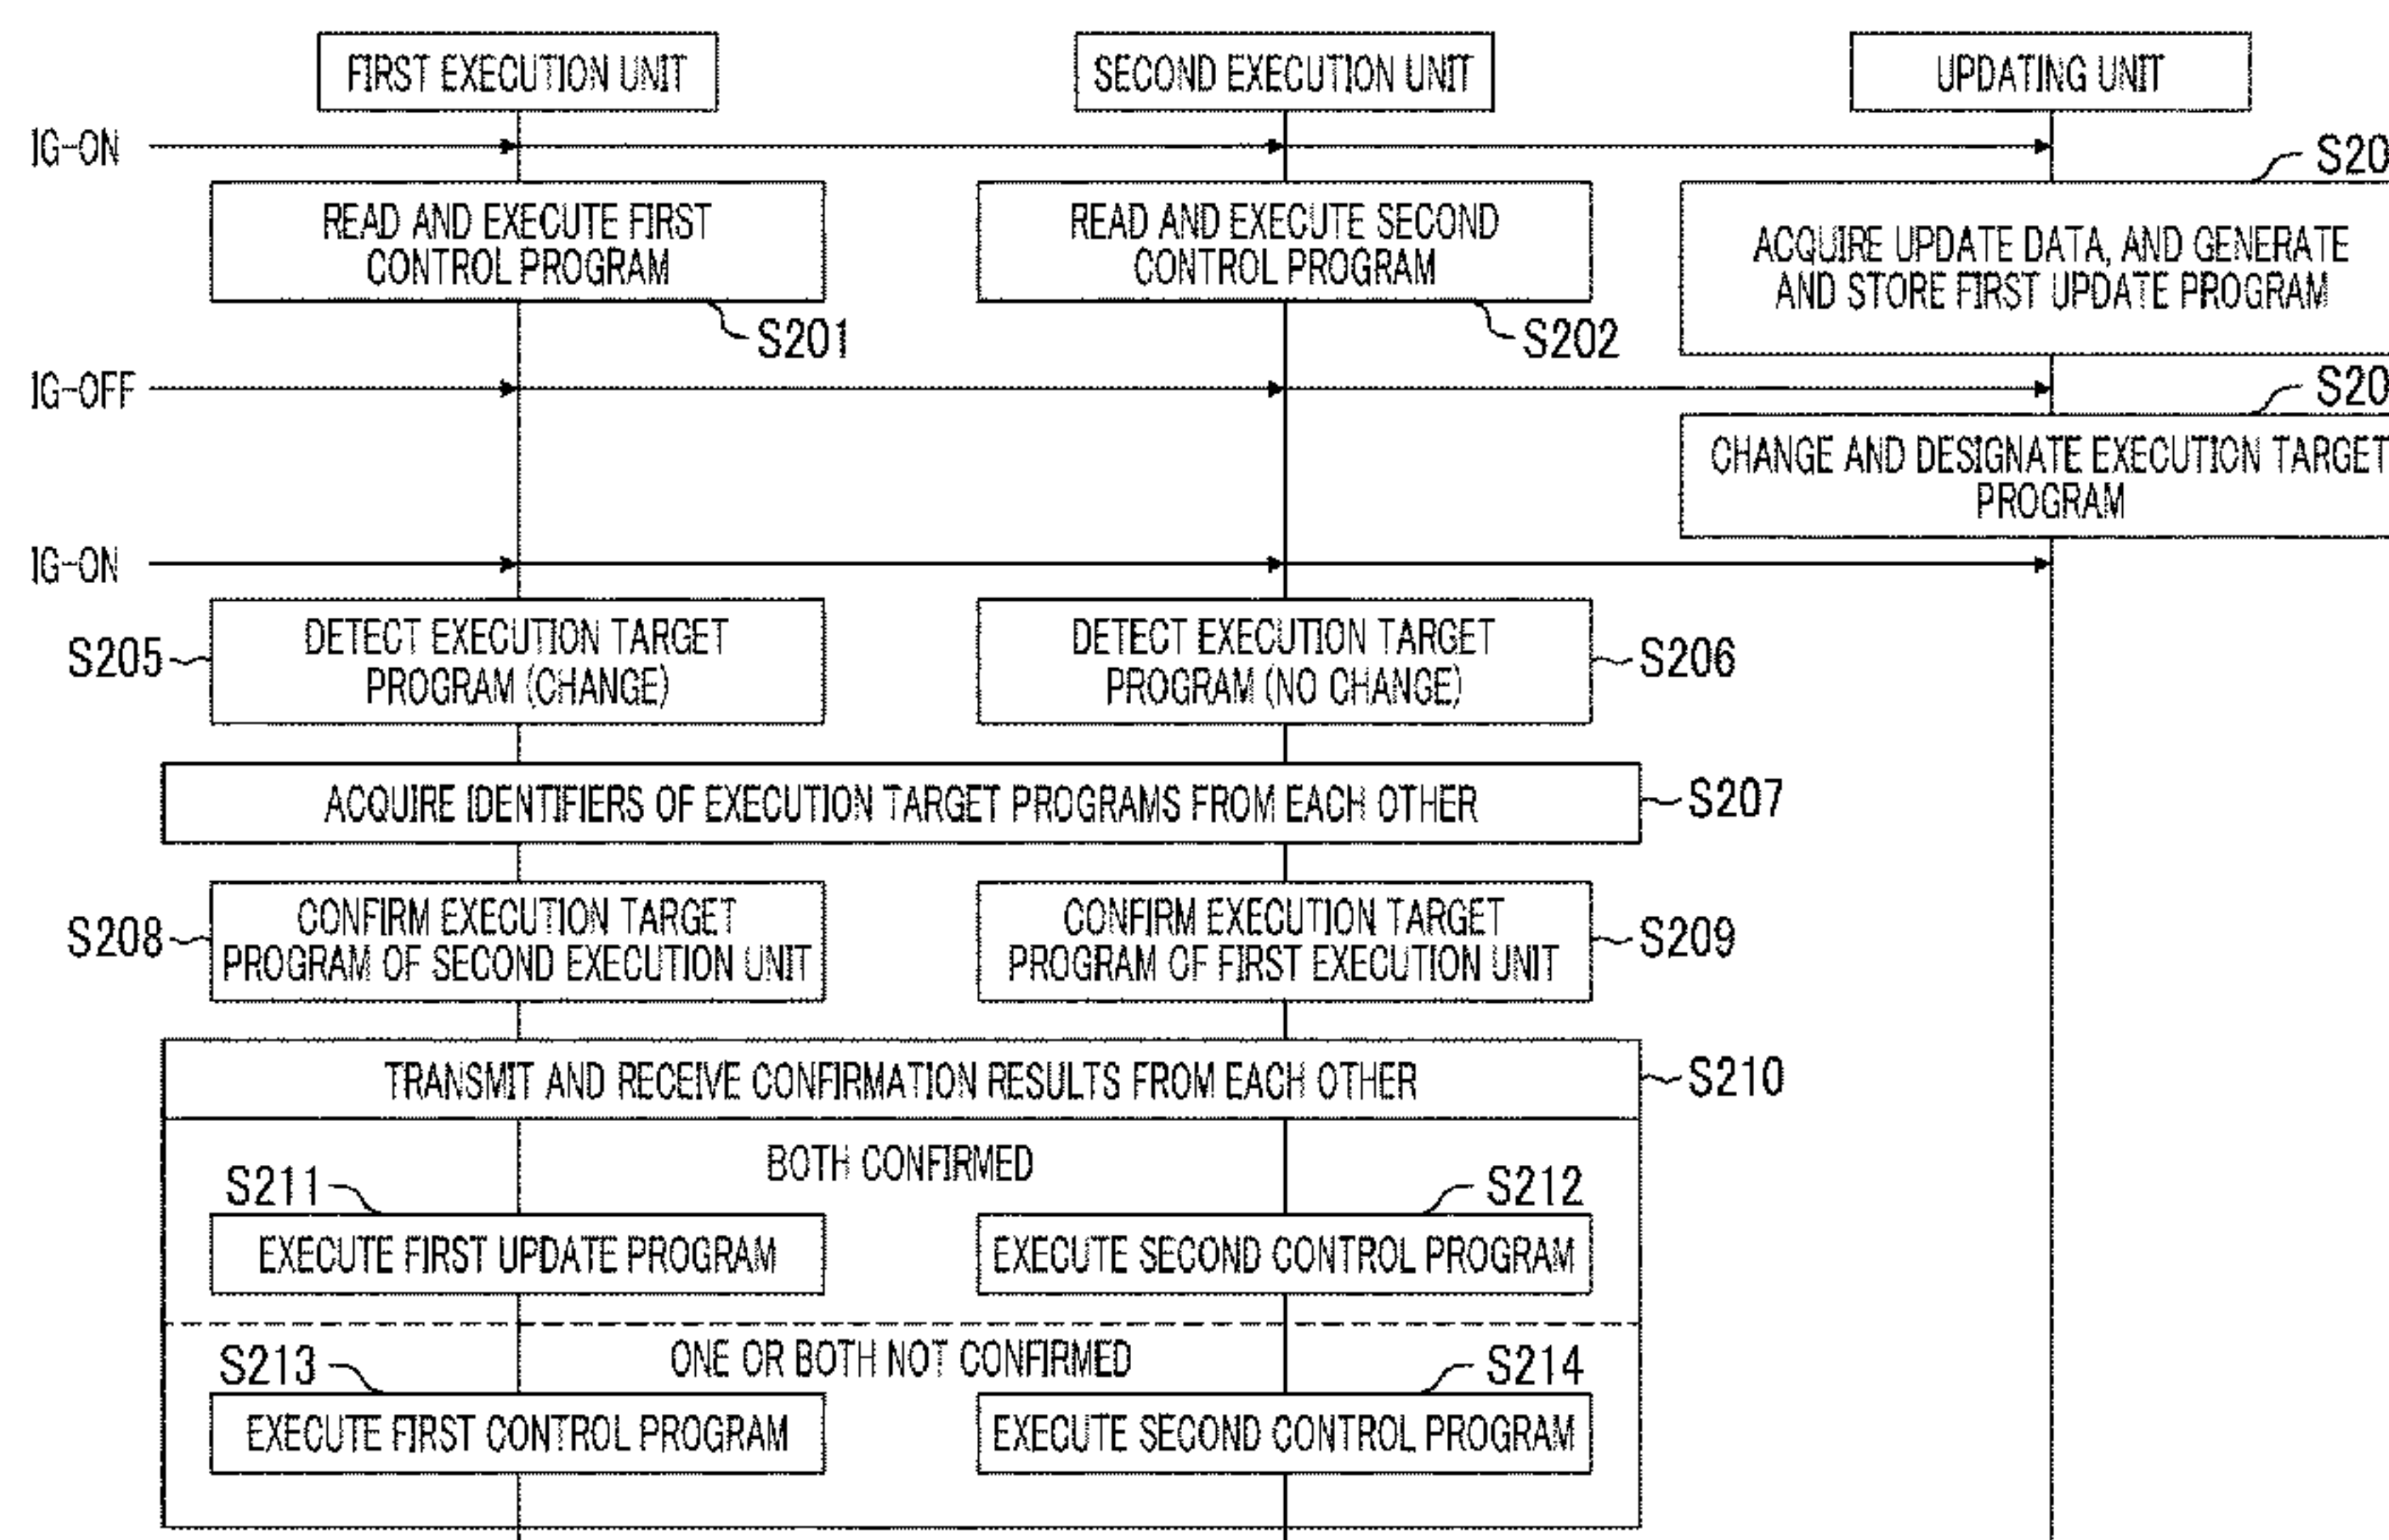 FIRST EXECUTION UNIT
SECOND EXECUTION UNIT
UPDATING UNIT
IG-ON
S20
READ AND EXECUTE FIRST
CONTROL PROGRAM
S201
READ AND EXECUTE SECOND
CONTROL PROGRAM
S202
ACQUIRE UPDATE DATA, AND GENERATE
AND STORE FIRST UPDATE PROGRAM
IG-OFF
S20
CHANGE AND DESIGNATE EXECUTION TARGET
PROGRAM
IG-ON
S205
DETECT EXECUTION TARGET
PROGRAM (CHANGE)
DETECT EXECUTION TARGET
PROGRAM (NO CHANGE)
S206
ACQUIRE IDENTIFIERS OF EXECUTION TARGET PROGRAMS FROM EACH OTHER
S207
S208
CONFIRM EXECUTION TARGET
PROGRAM OF SECOND EXECUTION UNIT
CONFIRM EXECUTION TARGET
PROGRAM OF FIRST EXECUTION UNIT
S209
TRANSMIT AND RECEIVE CONFIRMATION RESULTS FROM EACH OTHER
S210
BOTH CONFIRMED
S211
S212
EXECUTE FIRST UPDATE PROGRAM
EXECUTE SECOND CONTROL PROGRAM
ONE OR BOTH NOT CONFIRMED
S213
S214
EXECUTE FIRST CONTROL PROGRAM
EXECUTE SECOND CONTROL PROGRAM